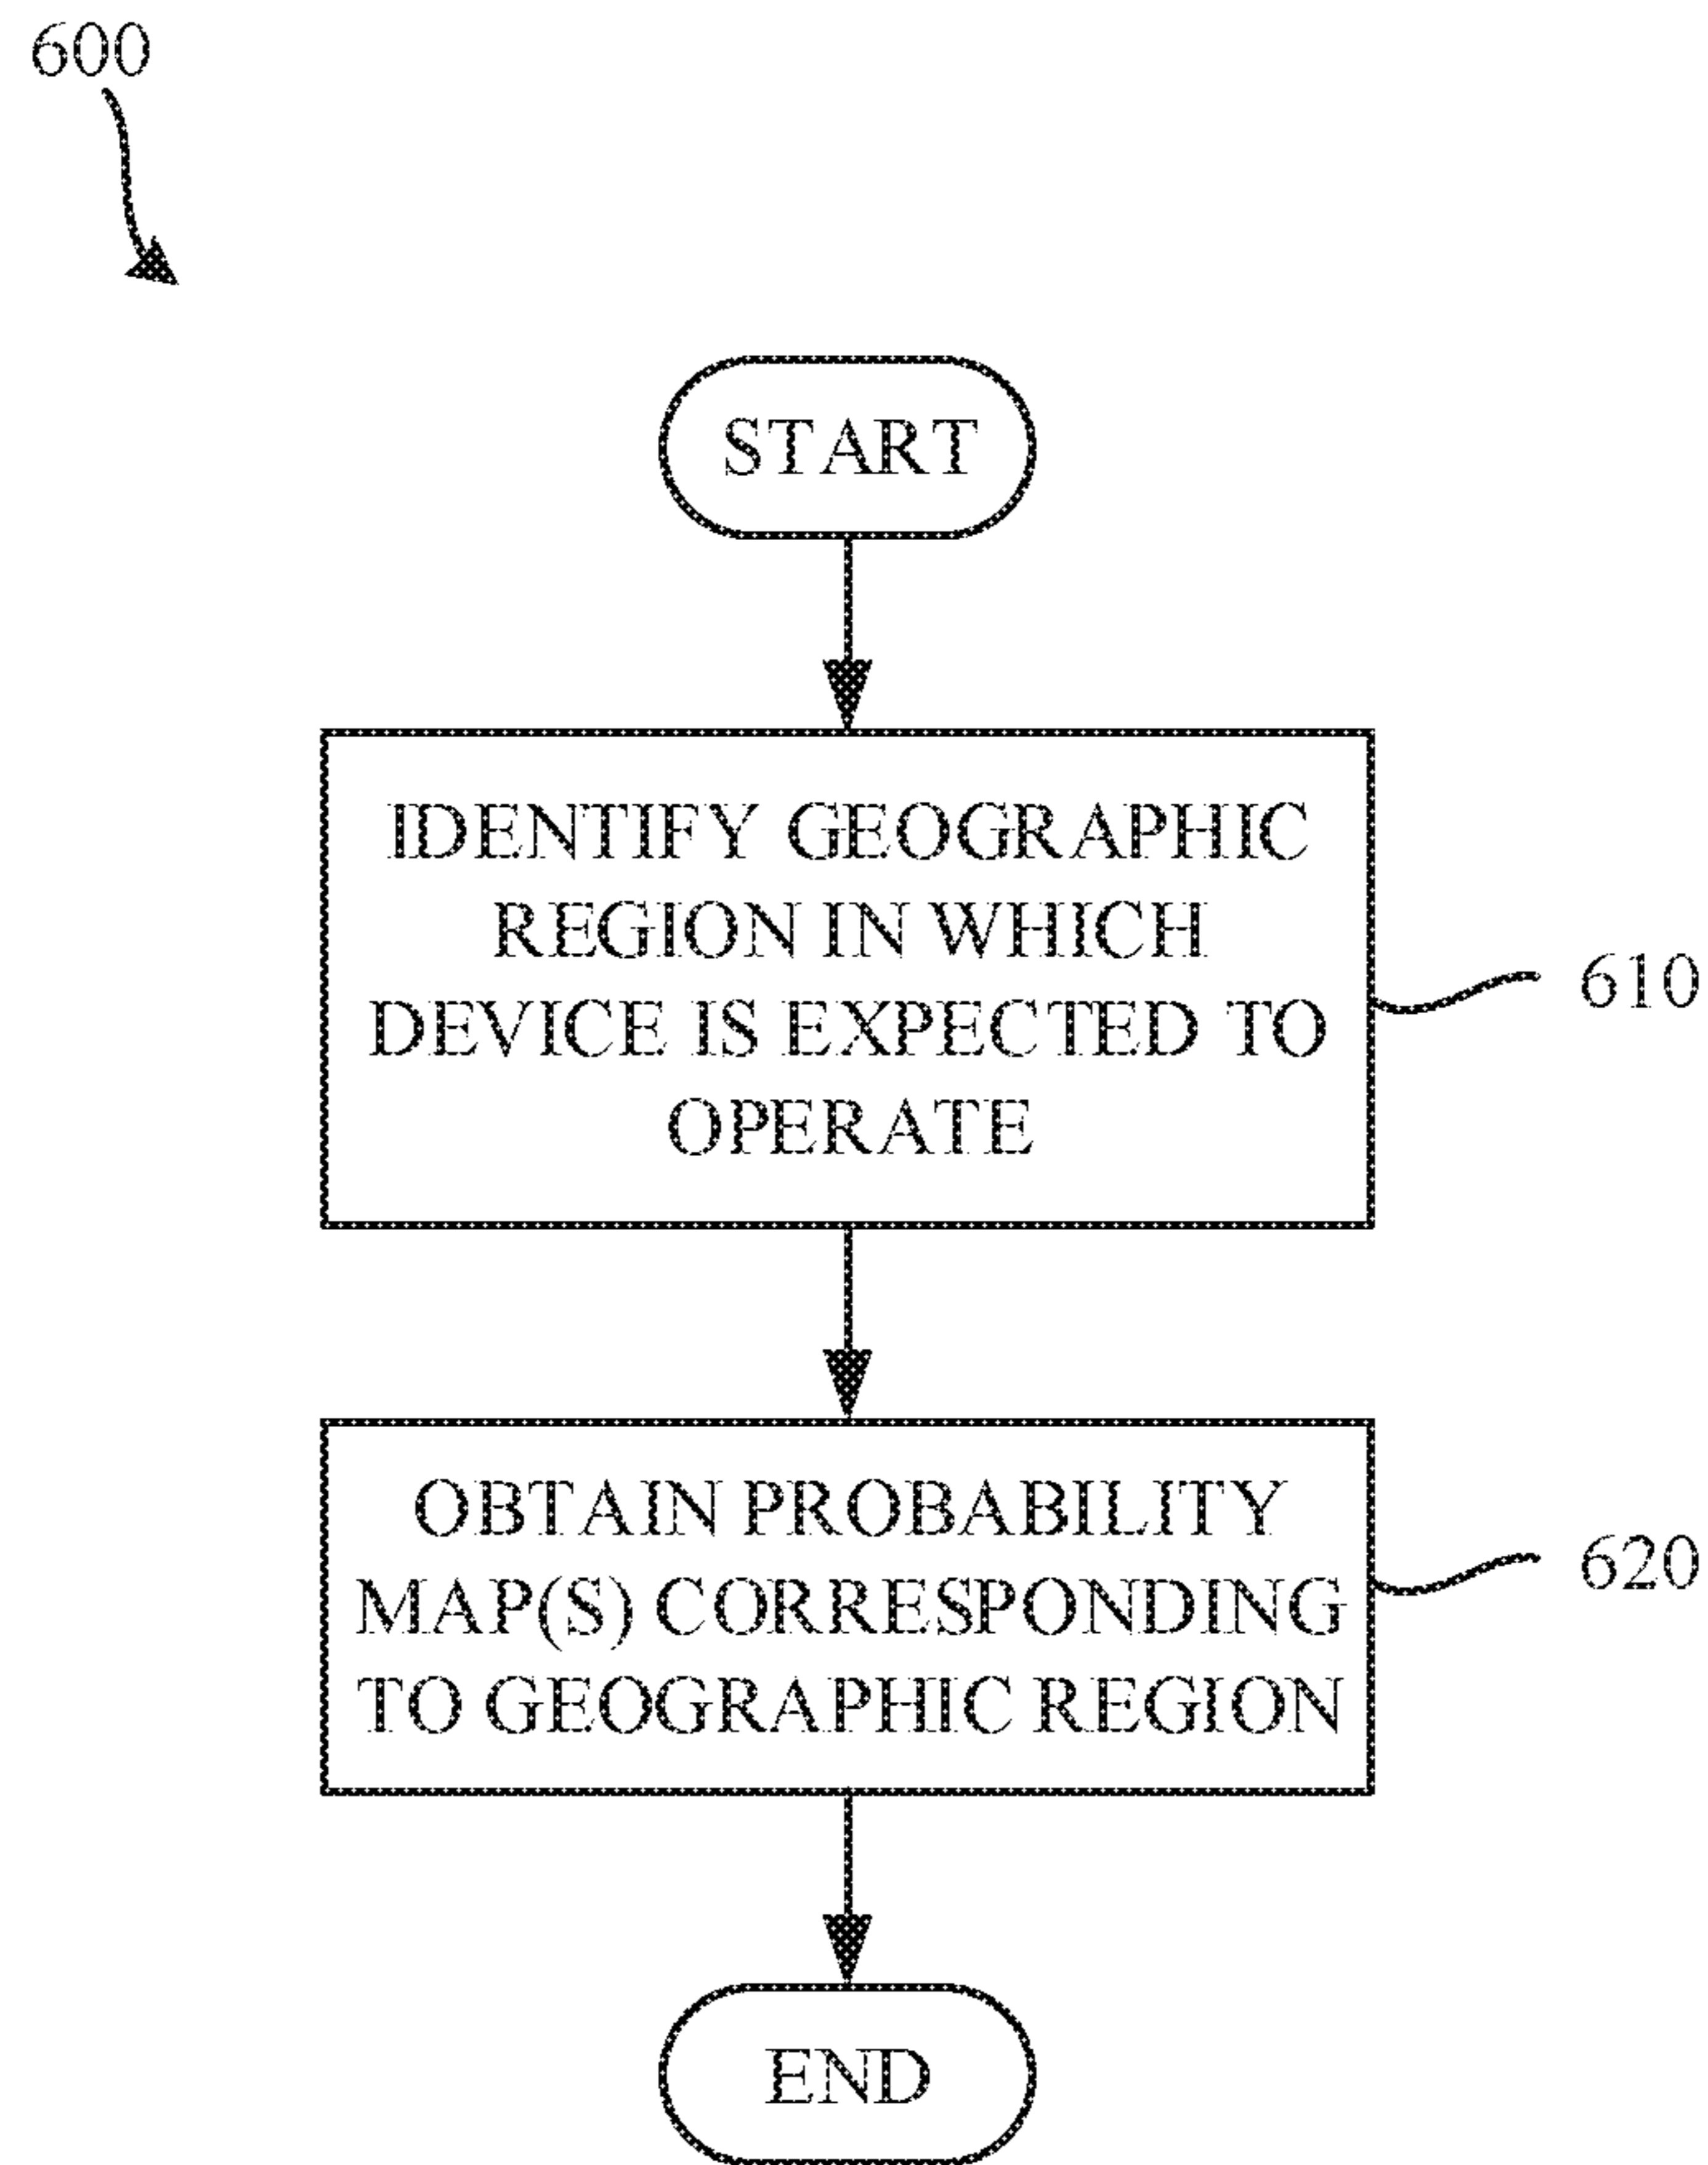 600
START
IDENTIFY GEOGRAPHIC
REGION IN WHICH
DEVICE IS EXPECTED TO
OPERATE
610
OBTAIN PROBABILITY
MAP(S) CORRESPONDING
TO GEOGRAPHIC REGION
620
END